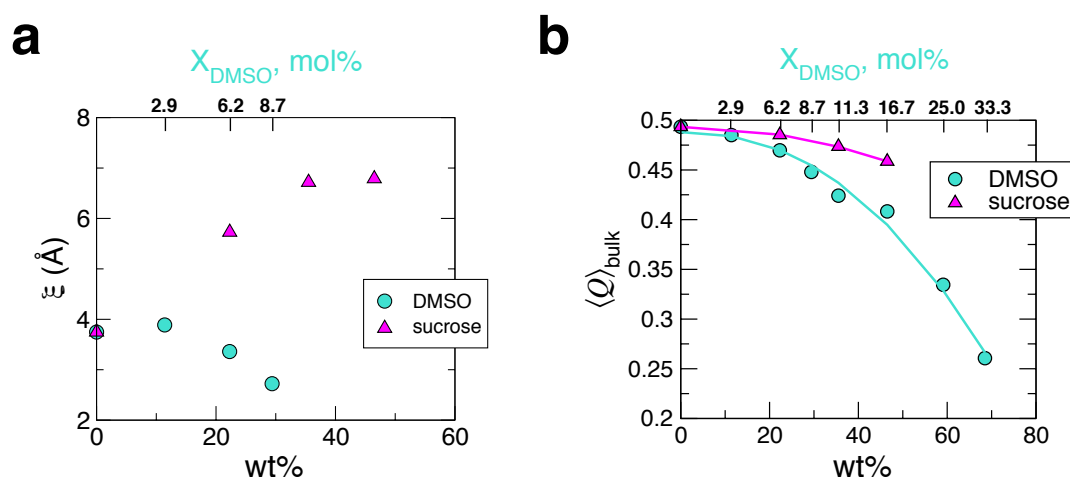 a
X_DMSO, mol%
2.9 6.2 8.7
8
6
4
2
ξ (Å)
DMSO
sucrose
0 20 40 60
wt%
b
X_DMSO, mol%
2.9 6.2 8.7 11.3 16.7 25.0 33.3
0.5
0.45
0.4
0.35
0.3
0.25
0.2
⟨Q⟩bulk
DMSO
sucrose
0 20 40 60 80
wt%